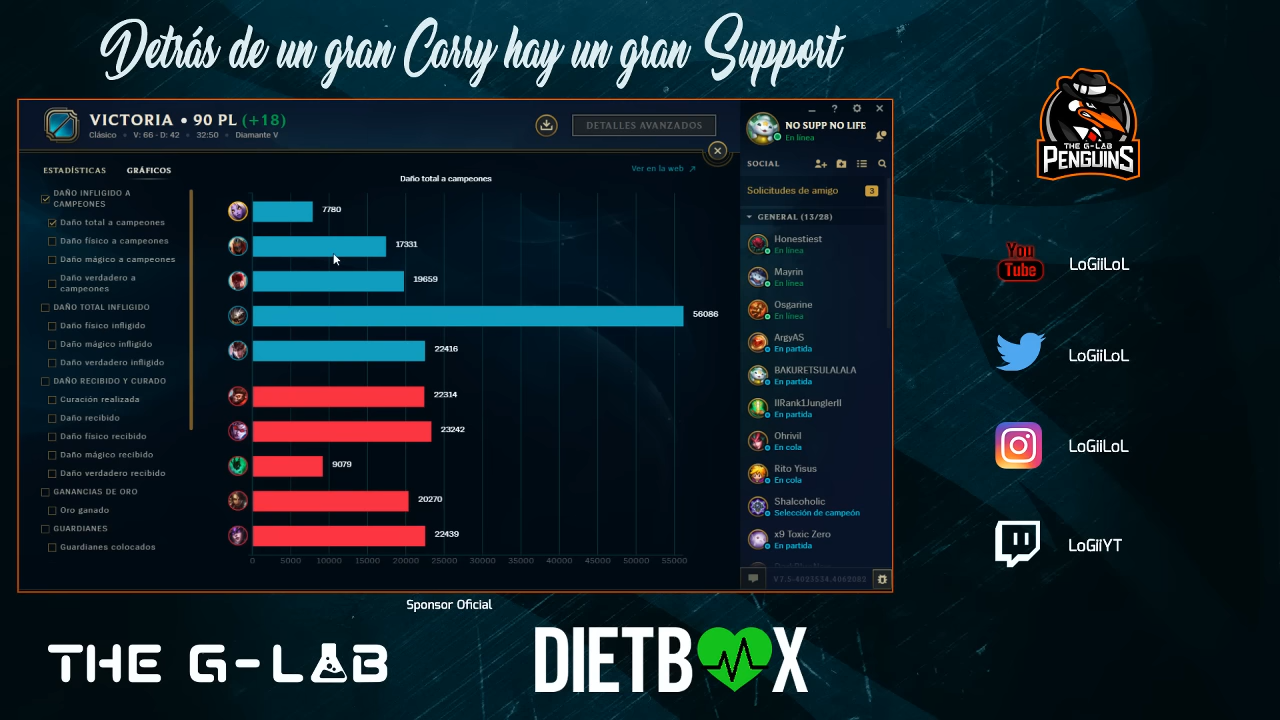 Detrás de un gran Carry hay un gran Support
VICTORIA • 90 PL (+18)
Clásico • V: 66 - D: 42 • 32:50 • Diamante V
DETALLES AVANZADOS
ESTADÍSTICAS
GRÁFICOS
Ver en la web
Daño total a campeones
DAÑO INFLIGIDO A
CAMPEONES
Daño total a campeones
Daño físico a campeones
Daño mágico a campeones
Daño verdadero a
campeones
DAÑO TOTAL INFLIGIDO
Daño físico infligido
Daño mágico infligido
Daño verdadero infligido
DAÑO RECIBIDO Y CURADO
Curación realizada
Daño recibido
Daño físico recibido
Daño mágico recibido
Daño verdadero recibido
GANANCIAS DE ORO
Oro ganado
GUARDIANES
Guardianes colocados
7780
17331
19659
56086
22416
22314
23242
9079
20270
22439
0 5000 10000 15000 20000 25000 30000 35000 40000 45000 50000 55000
?
NO SUPP NO LIFE
En línea
SOCIAL
Solicitudes de amigo 3
GENERAL (13/28)
Honestiest
En línea
Mayrin
En línea
Osgarine
En línea
ArgyAS
En partida
BAKURETSULALALA
En partida
IIRank1JunglerII
En partida
Ohrivil
En cola
Rito Yisus
En cola
Shalcoholic
Selección de campeón
x9 Toxic Zero
En partida
THE G-LAB
PENGUINS
You
Tube
LoGiiLoL
LoGiiLoL
LoGiiLoL
LoGiiYT
Sponsor Oficial
THE G-LAB
DIETBOX